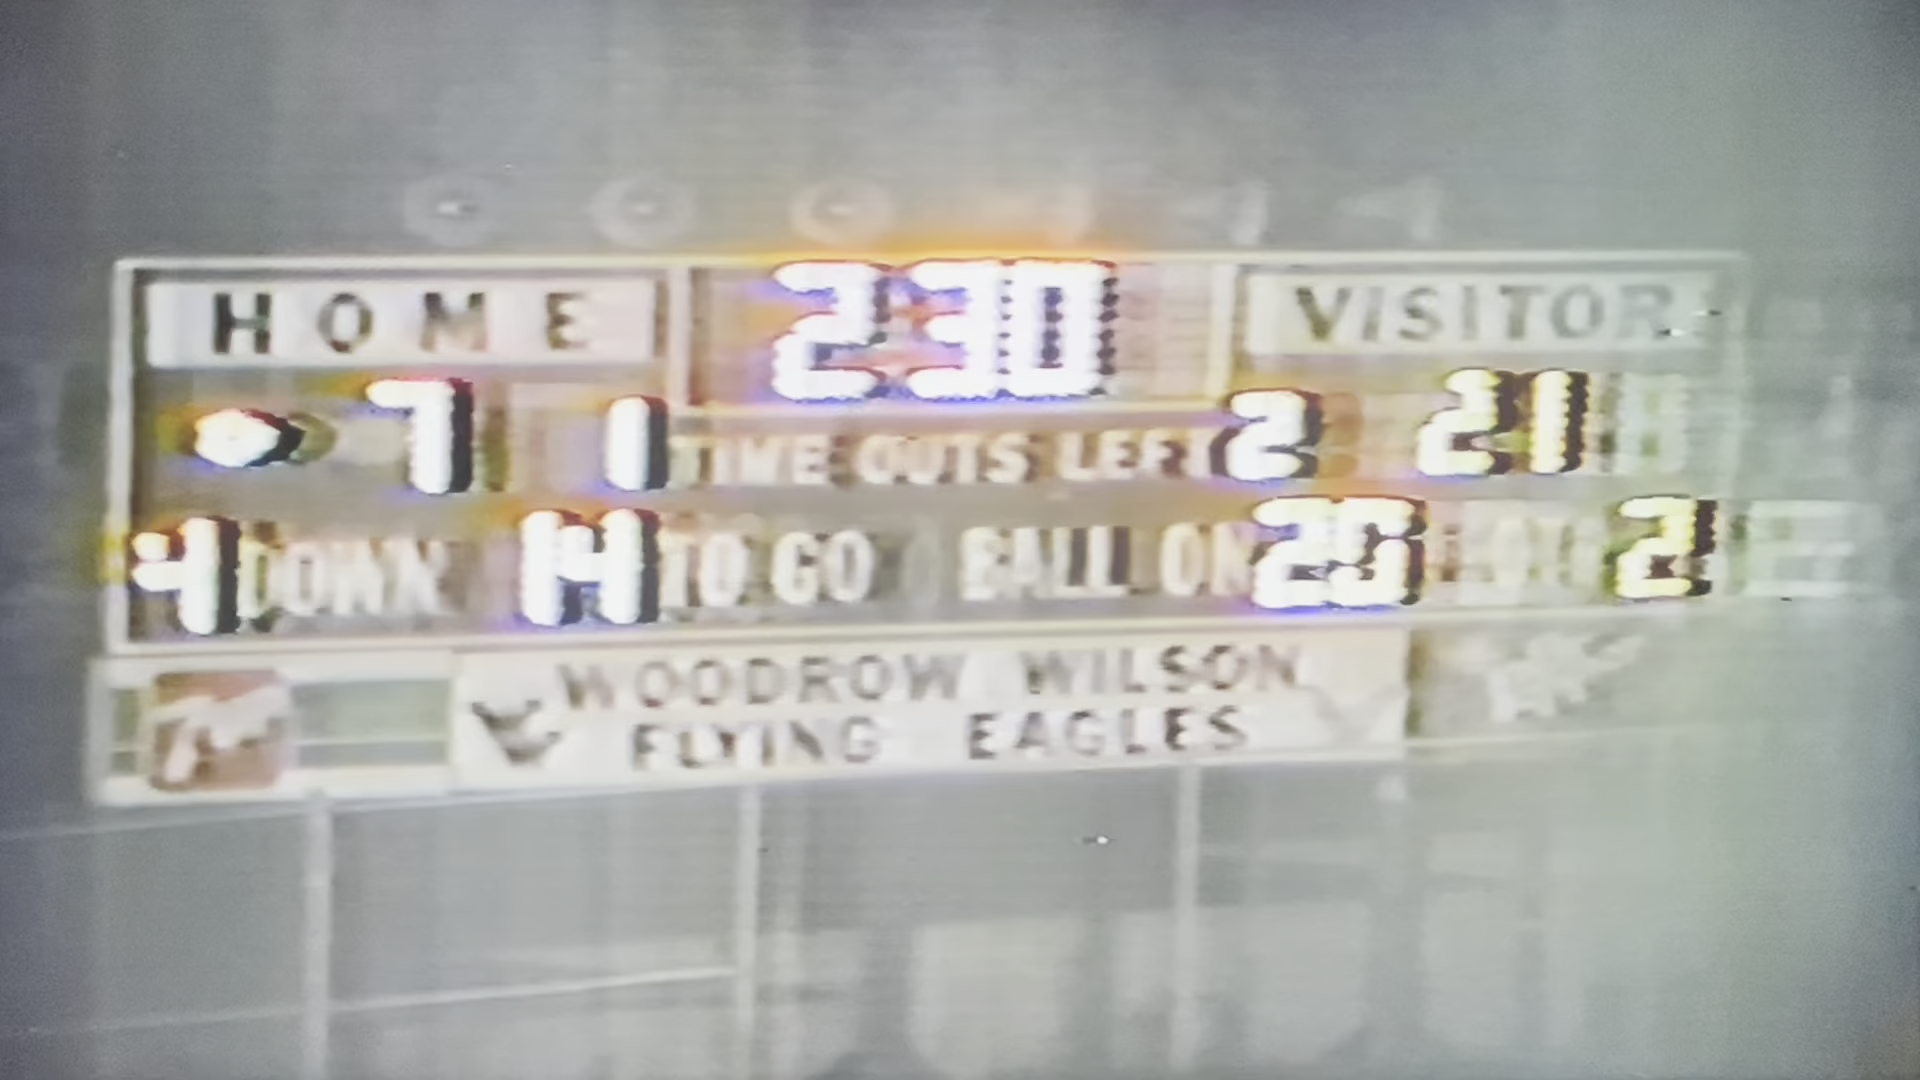 HOME 2:30 VISITOR
7 1 TIME OUTS LEFT 2 21
4 DOWN 14 TO GO BALL ON 25 2
WOODROW WILSON
FLYING EAGLES